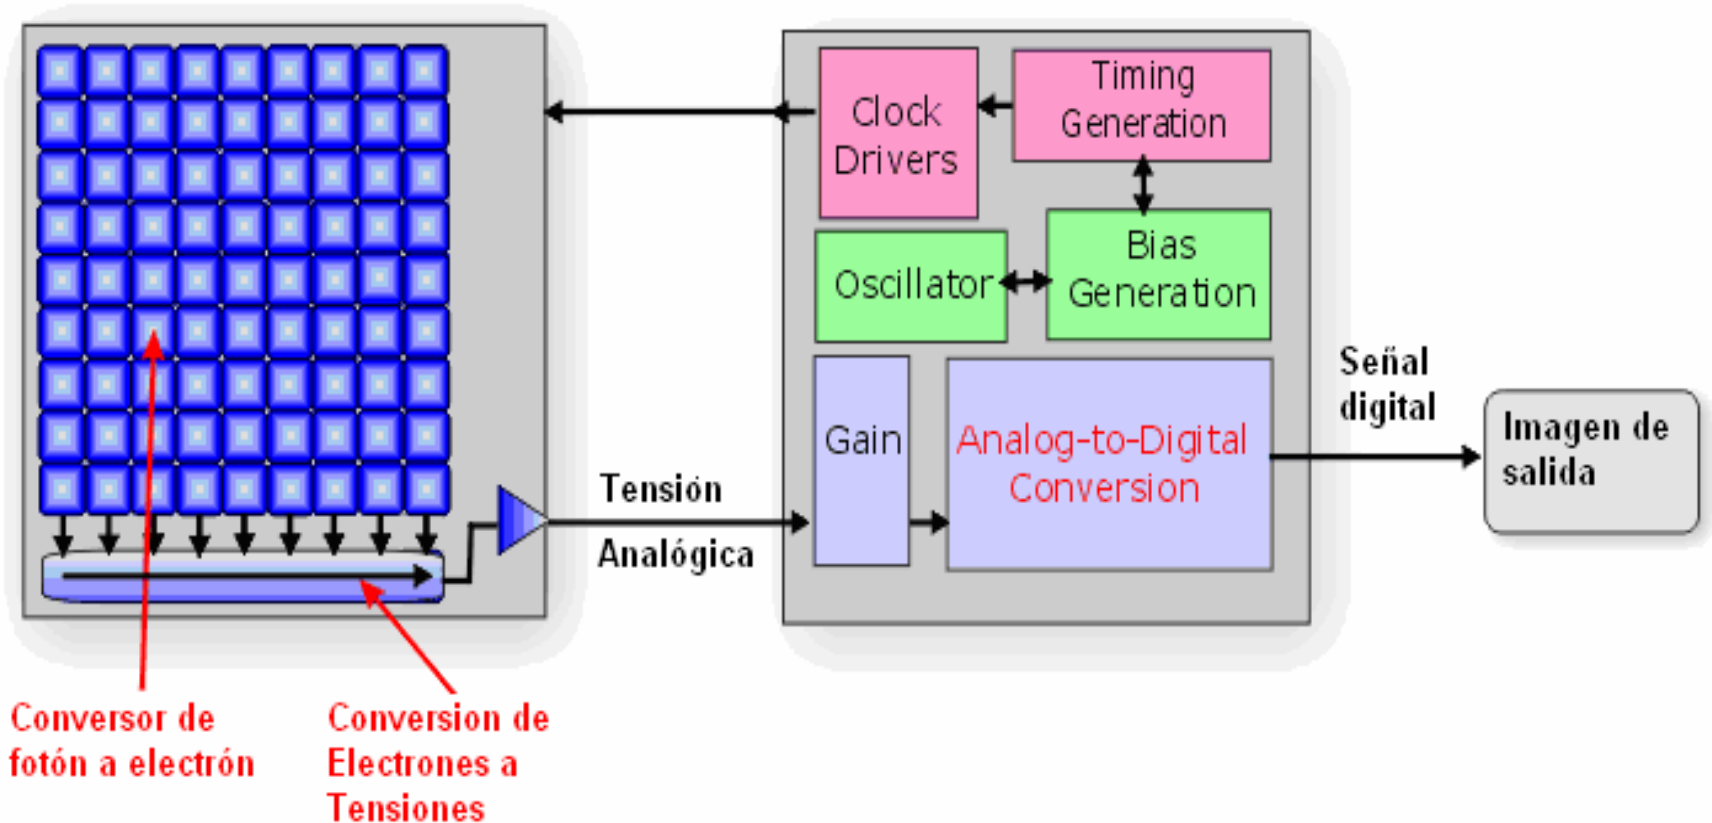 Clock
Drivers
Timing
Generation
Oscillator
Bias
Generation
Gain
Analog-to-Digital
Conversion
Tensión
Analógica
Señal
digital
Imagen de
salida
Conversor de
fotón a electrón
Conversion de
Electrones a
Tensiones